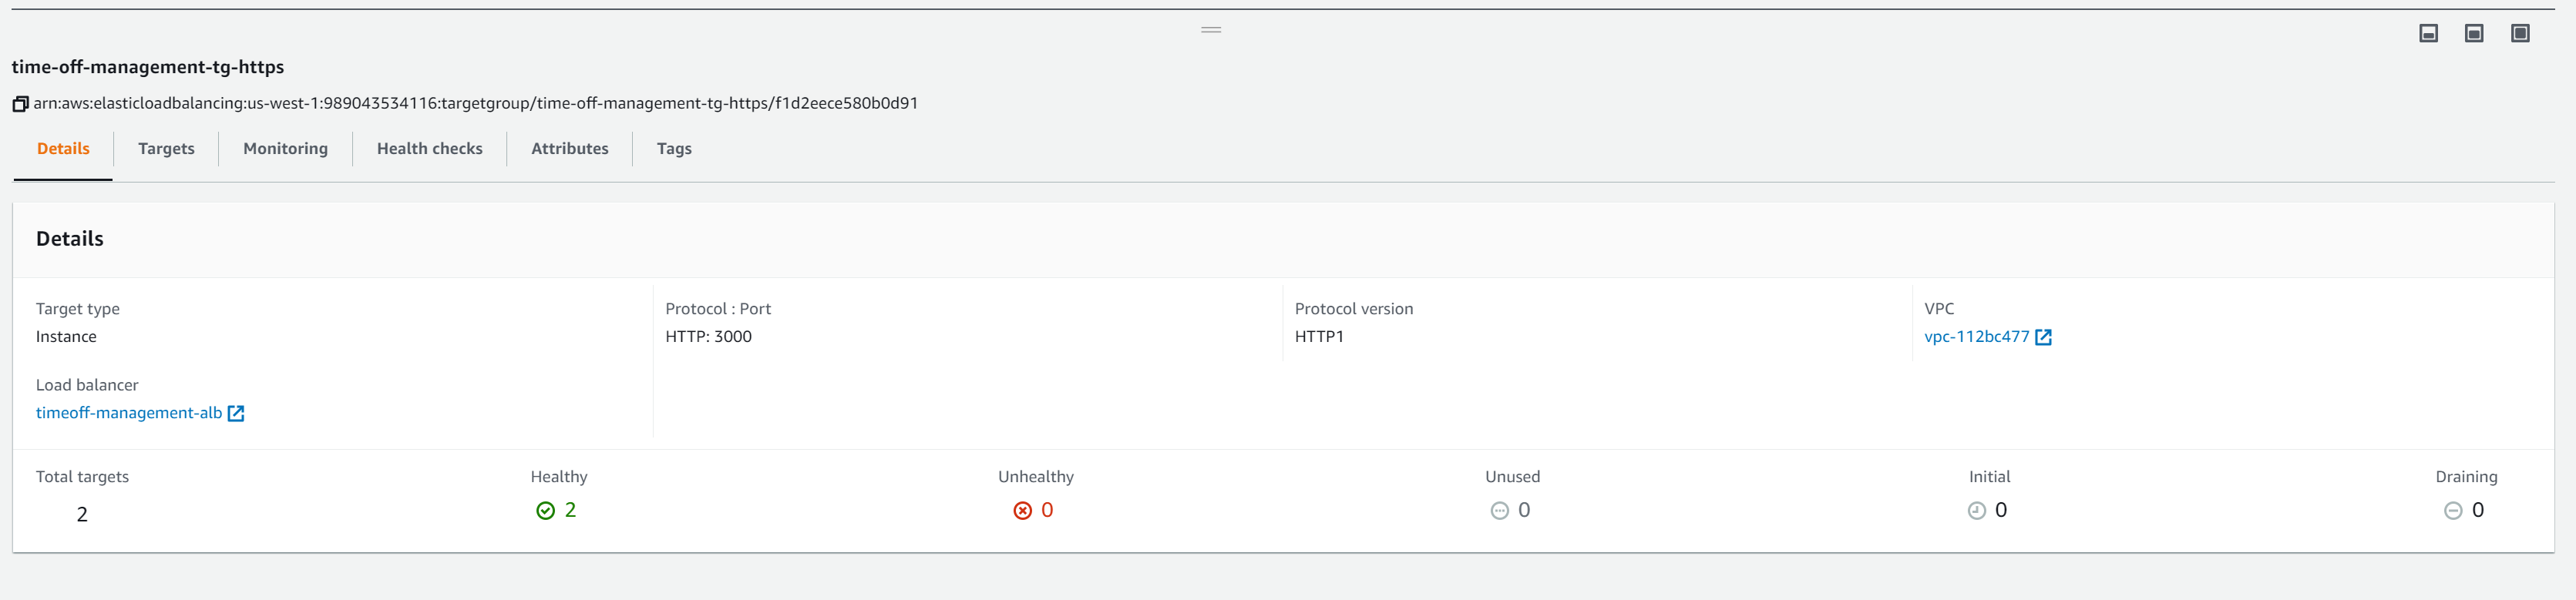 time-off-management-tg-https
arn:aws:elasticloadbalancing:us-west-1:989043534116:targetgroup/time-off-management-tg-https/f1d2eece580b0d91
Details Targets Monitoring Health checks Attributes Tags
Details
Target type Protocol : Port Protocol version VPC
Instance HTTP: 3000 HTTP1 vpc-112bc477
Load balancer
timeoff-management-alb
Total targets Healthy Unhealthy Unused Initial Draining
2 2 0 0 0 0